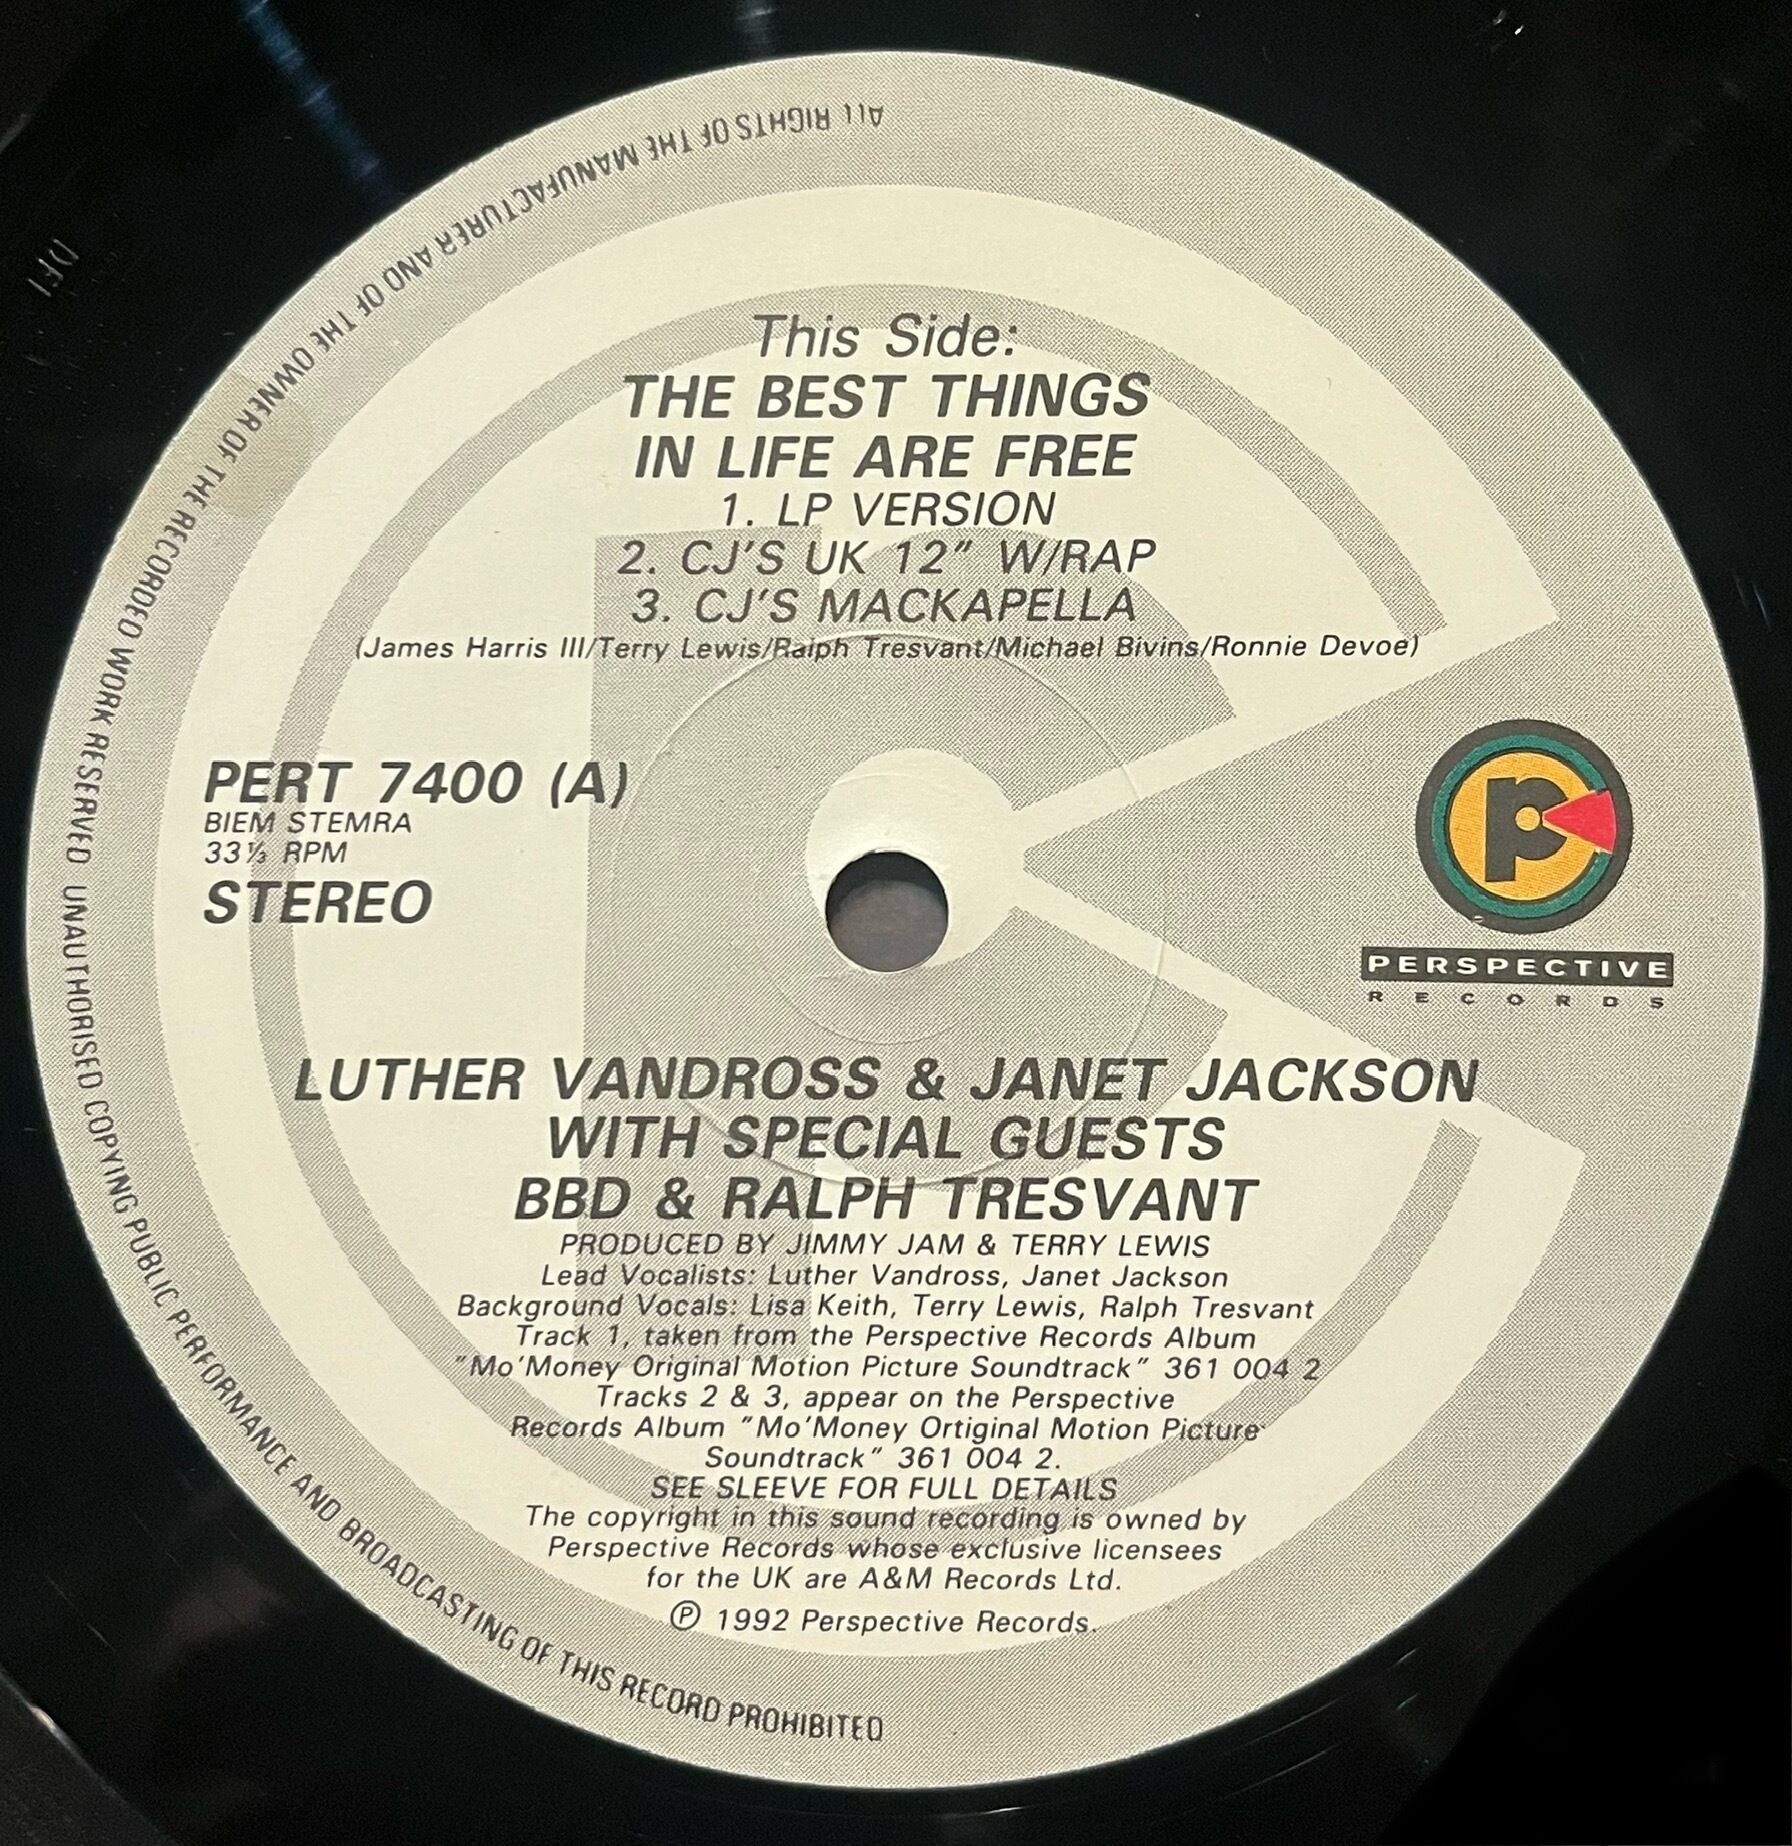 This Side:
THE BEST THINGS
IN LIFE ARE FREE
1. LP VERSION
2. CJ'S UK 12" W/RAP
3. CJ'S MACKAPELLA
(James Harris III/Terry Lewis/Ralph Tresvant/Michael Bivins/Ronnie Devoe)
PERT 7400 (A)
BIEM STEMRA
33⅓ RPM
STEREO
P
PERSPECTIVE
RECORDS
LUTHER VANDROSS & JANET JACKSON
WITH SPECIAL GUESTS
BBD & RALPH TRESVANT
PRODUCED BY JIMMY JAM & TERRY LEWIS
Lead Vocalists: Luther Vandross, Janet Jackson
Background Vocals: Lisa Keith, Terry Lewis, Ralph Tresvant
Track 1, taken from the Perspective Records Album
"Mo'Money Original Motion Picture Soundtrack" 361 004 2
Tracks 2 & 3, appear on the Perspective
Records Album "Mo'Money Ortiginal Motion Picture
Soundtrack" 361 004 2.
SEE SLEEVE FOR FULL DETAILS
The copyright in this sound recording is owned by
Perspective Records whose exclusive licensees
for the UK are A&M Records Ltd.
Ⓟ 1992 Perspective Records.
ALL RIGHTS OF THE MANUFACTURER AND OF THE OWNER OF THE RECORDED WORK RESERVED UNAUTHORISED COPYING PUBLIC PERFORMANCE AND BROADCASTING OF THIS RECORD PROHIBITED